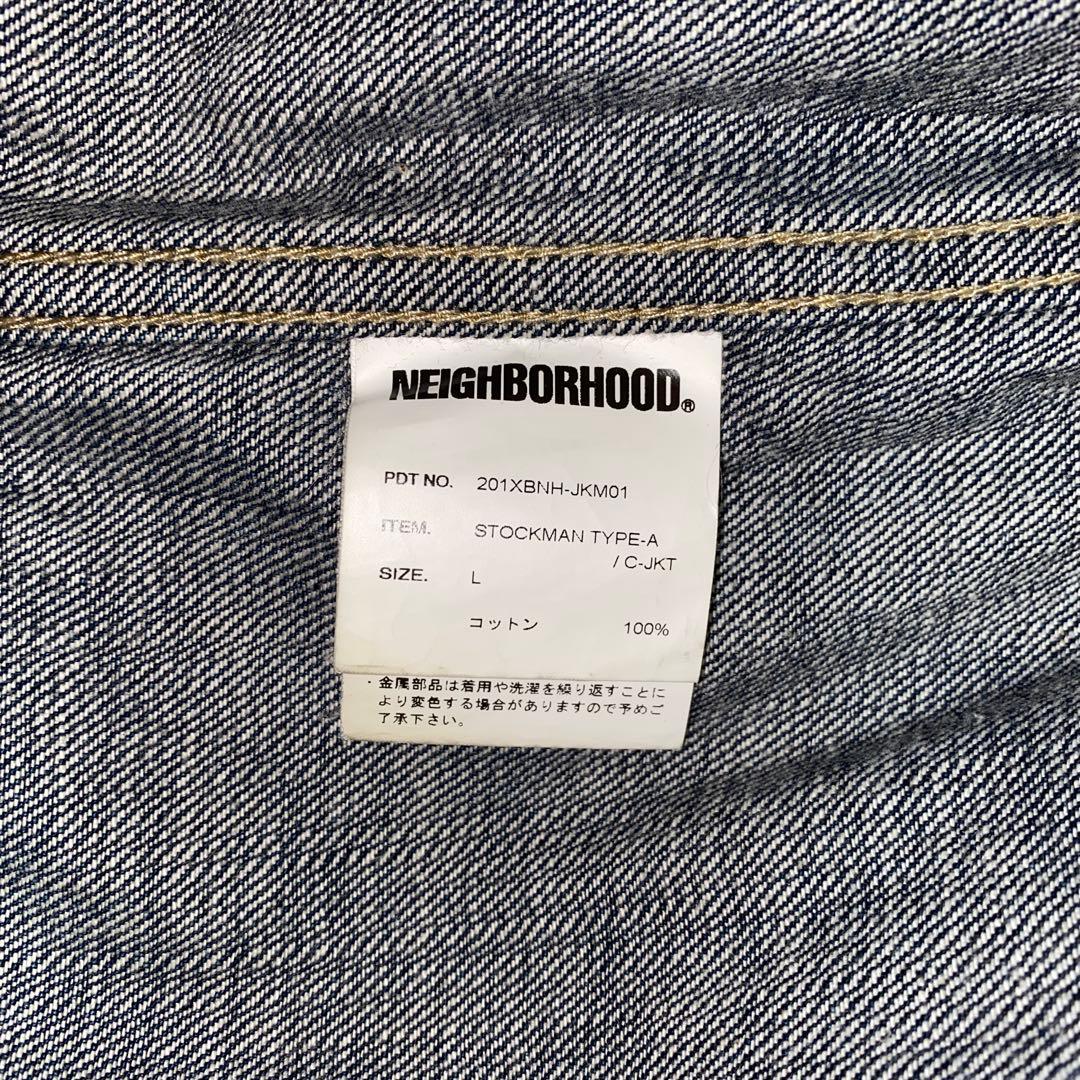 NEIGHBORHOOD®
PDT NO. 201XBNH-JKM01
ITEM. STOCKMAN TYPE-A
/ C-JKT
SIZE. L
コットン 100%
・金属部品は着用や洗濯を繰り返すことに
より変色する場合がありますので予めご
了承下さい。